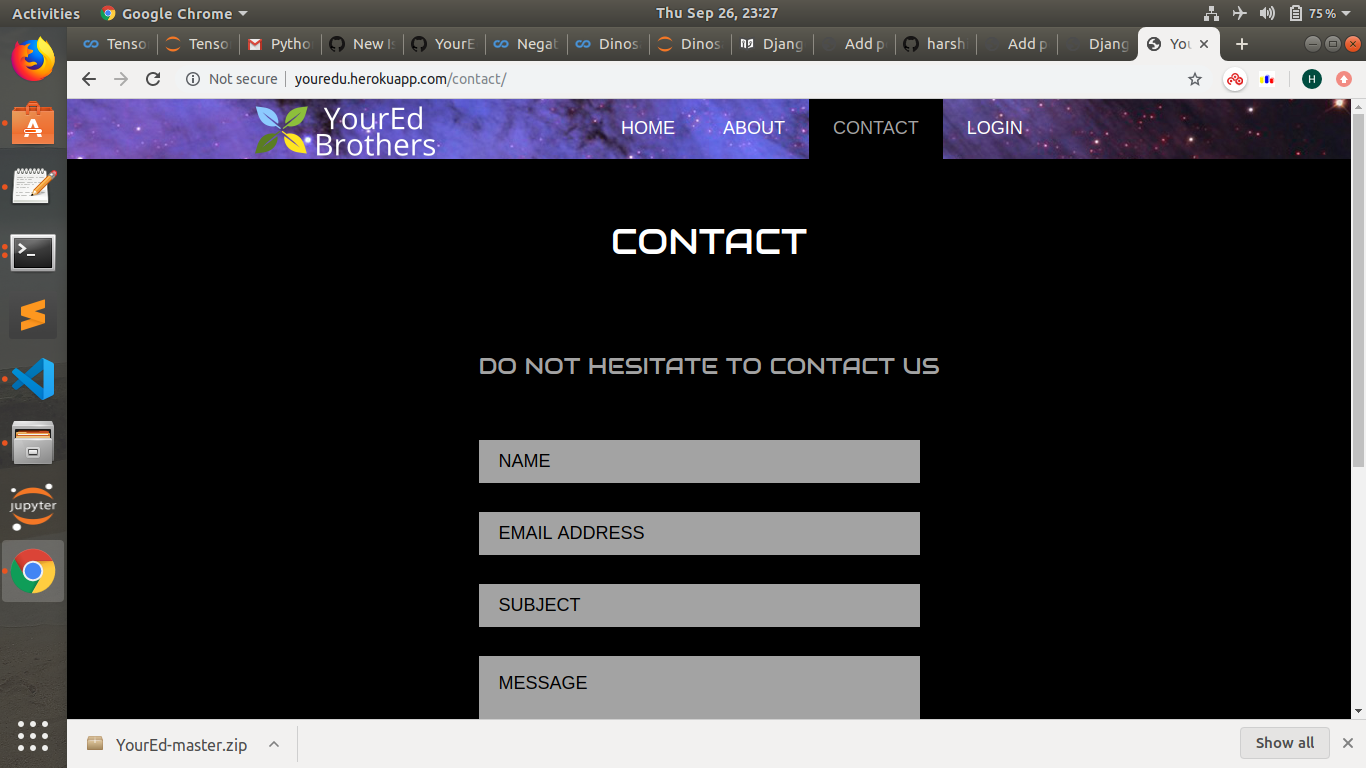 Activities Google Chrome Thu Sep 26, 23:27 75%
Tenso Tenso Pytho New Is YourE Negat Dinos Dinos Djang Add p harsh Add p Djang You
Not secure youredu.herokuapp.com/contact/ H
YourEd
Brothers
HOME ABOUT CONTACT LOGIN
CONTACT
DO NOT HESITATE TO CONTACT US
NAME
EMAIL ADDRESS
SUBJECT
MESSAGE
jupyter
YourEd-master.zip Show all